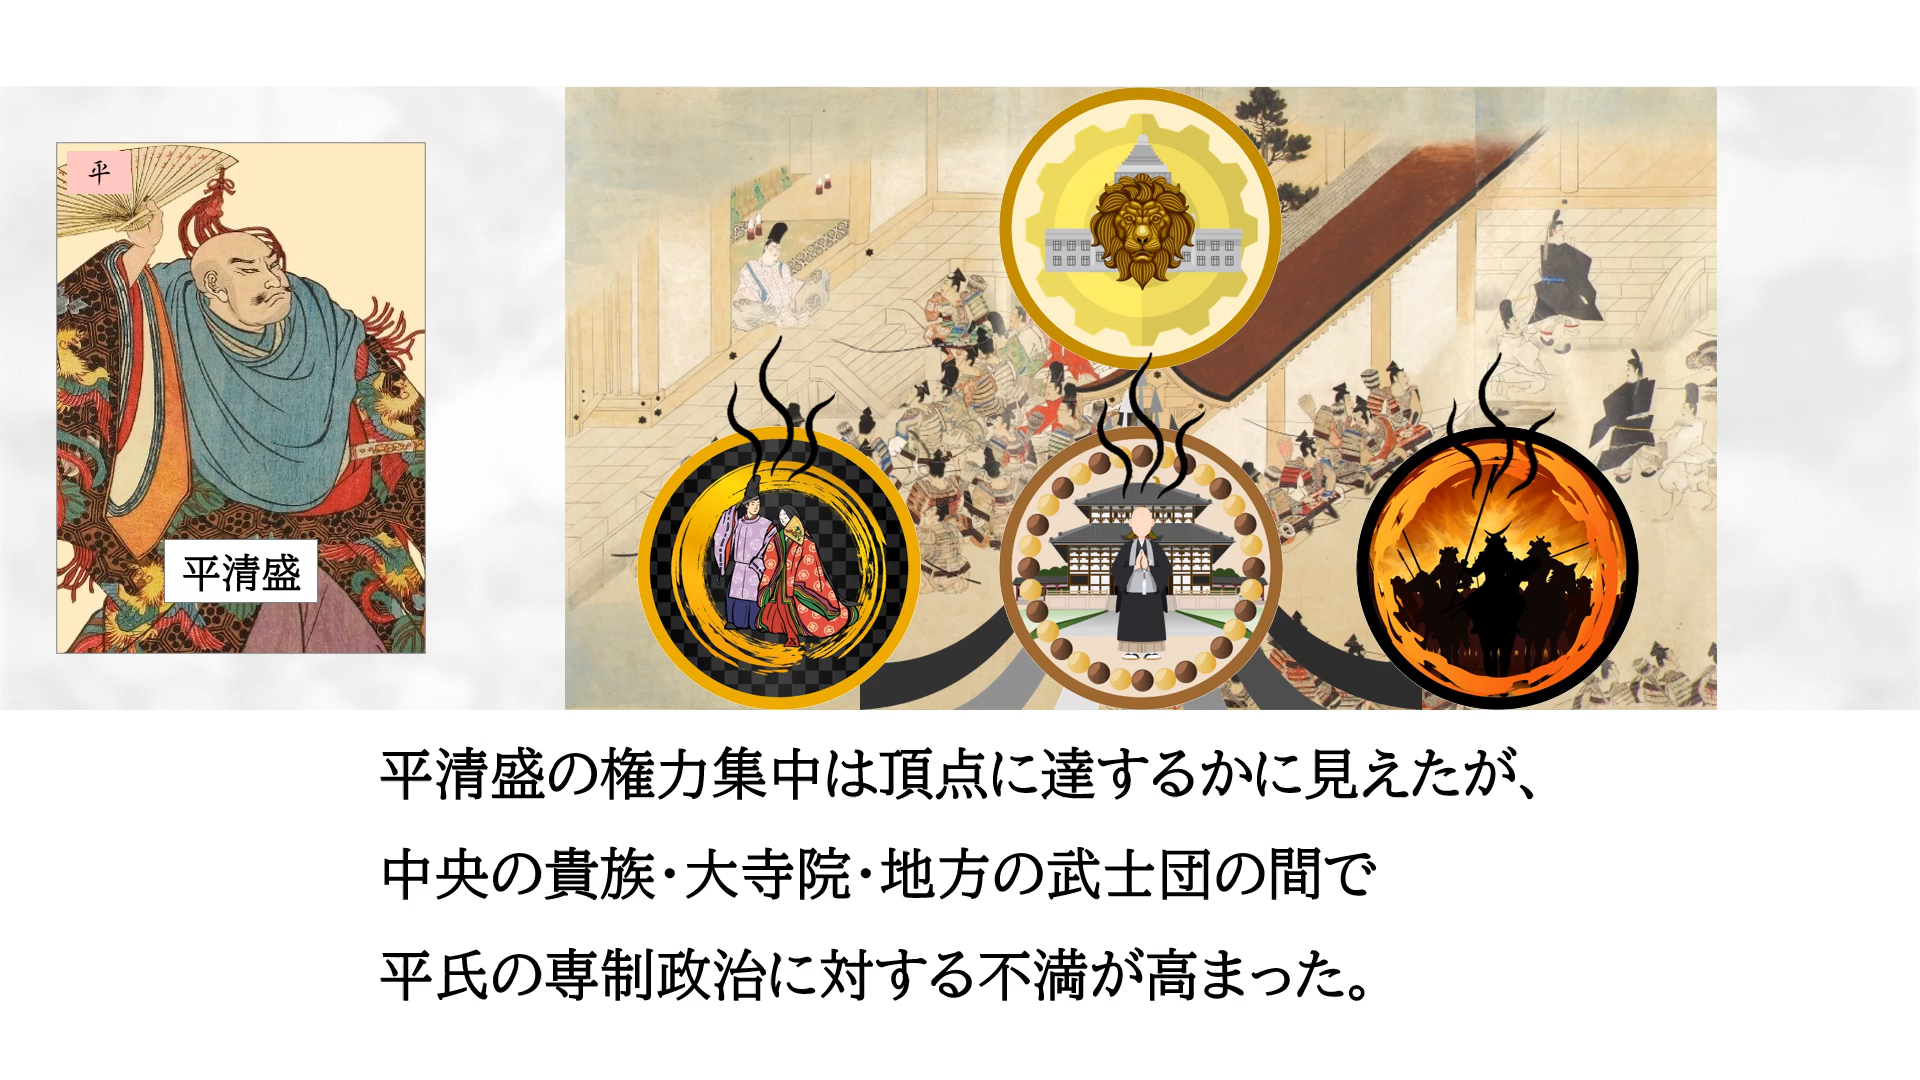 平
平清盛
平清盛の権力集中は頂点に達するかに見えたが、
中央の貴族・大寺院・地方の武士団の間で
平氏の専制政治に対する不満が高まった。